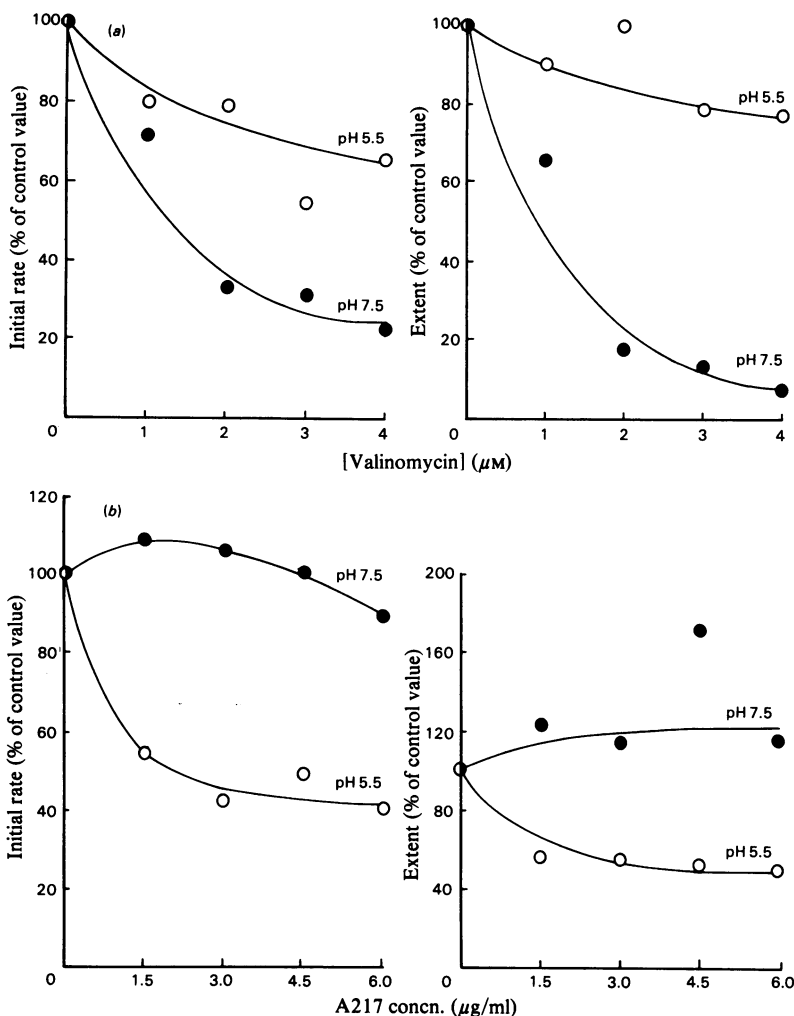 (a)
Initial rate (% of control value)
100
80
60
40
20
0
1
2
3
4
pH 5.5
pH 7.5
Extent (% of control value)
100
80
60
40
20
0
1
2
3
4
pH 5.5
pH 7.5
[Valinomycin] (μM)
(b)
Initial rate (% of control value)
120
100
80
60
40
20
0
1.5
3.0
4.5
6.0
pH 7.5
pH 5.5
Extent (% of control value)
200
160
120
80
40
0
1.5
3.0
4.5
6.0
pH 7.5
pH 5.5
A217 concn. (μg/ml)